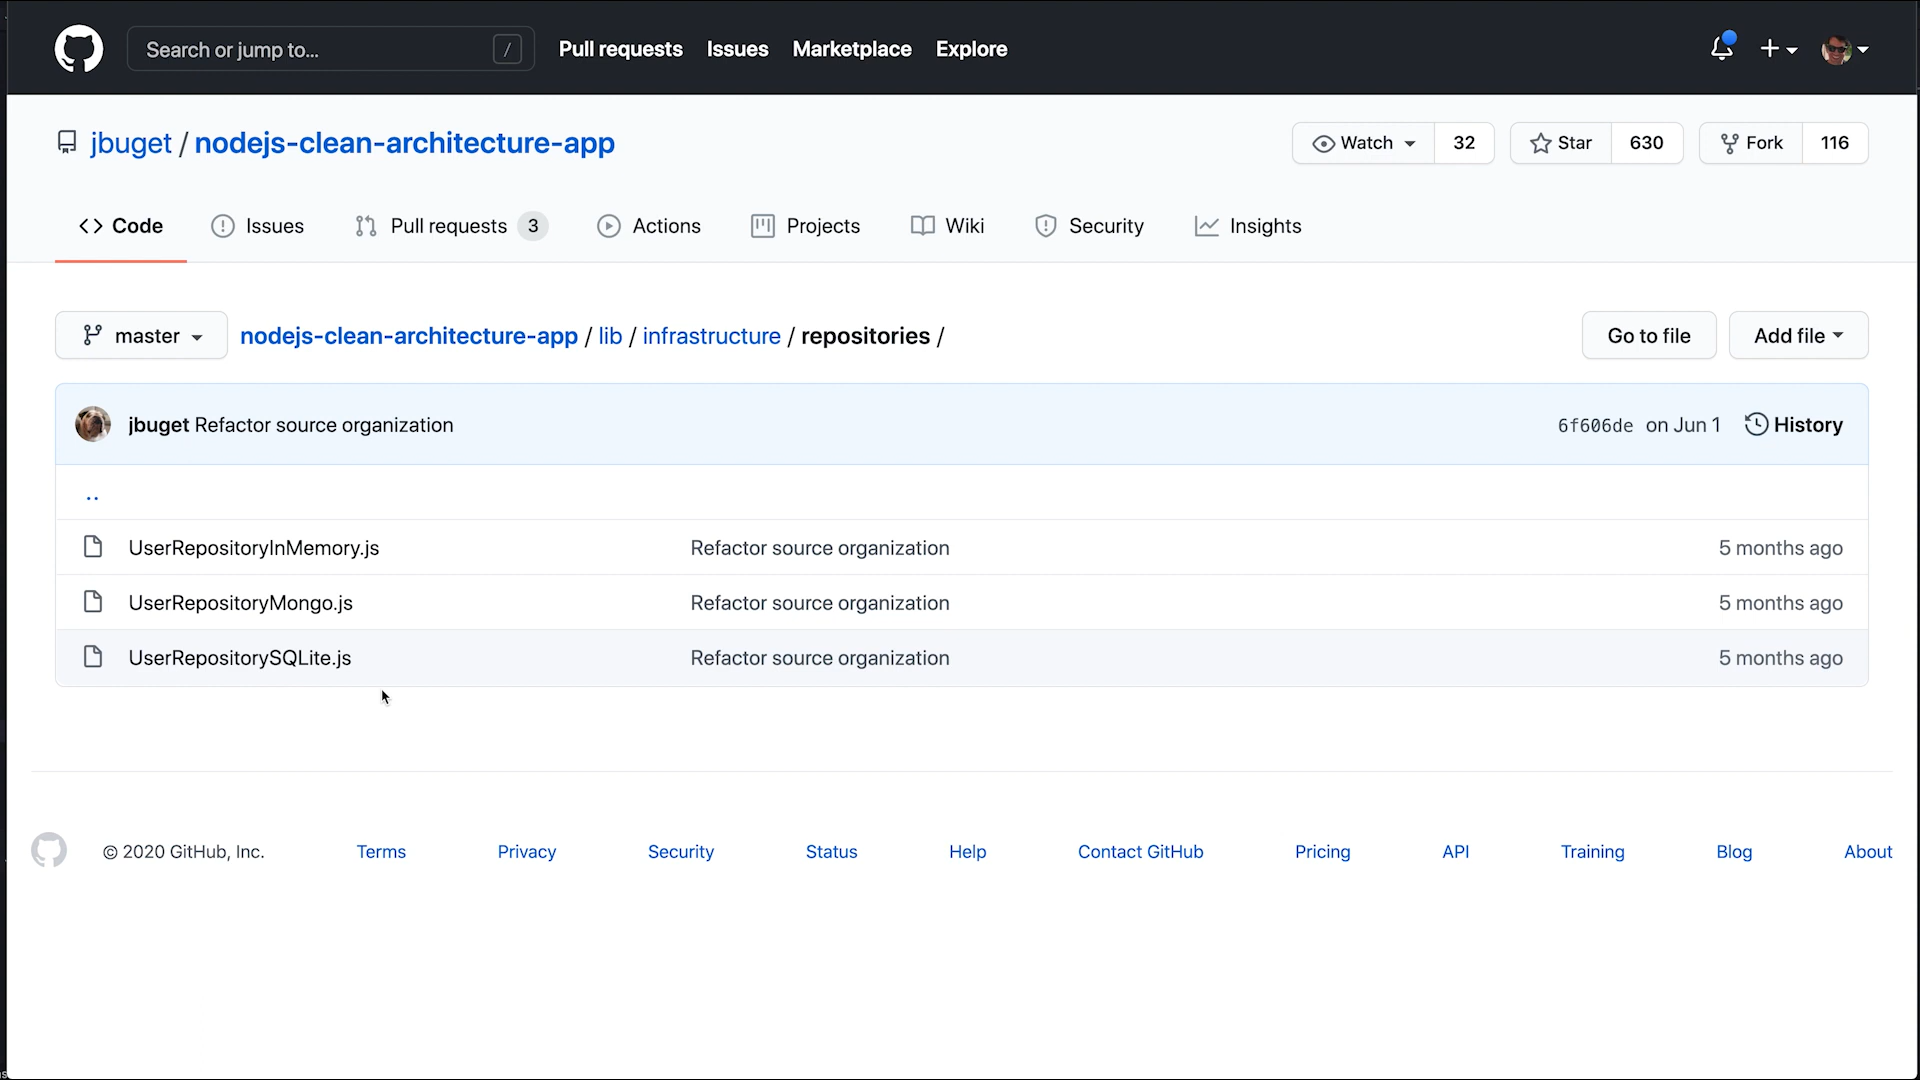 Search or jump to... /
Pull requests Issues Marketplace Explore
jbuget / nodejs-clean-architecture-app
Watch 32 Star 630 Fork 116
Code Issues Pull requests 3 Actions Projects Wiki Security Insights
master nodejs-clean-architecture-app / lib / infrastructure / repositories / Go to file Add file
jbuget Refactor source organization 6f606de on Jun 1 History
..
UserRepositoryInMemory.js Refactor source organization 5 months ago
UserRepositoryMongo.js Refactor source organization 5 months ago
UserRepositorySQLite.js Refactor source organization 5 months ago
© 2020 GitHub, Inc. Terms Privacy Security Status Help Contact GitHub Pricing API Training Blog About